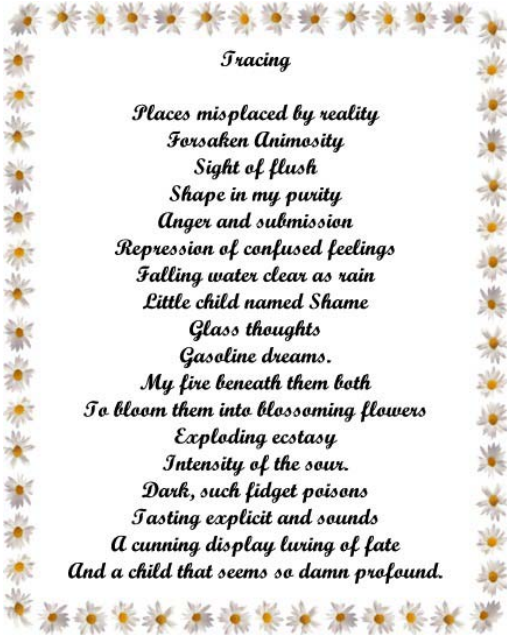 Tracing
Places misplaced by reality
Forsaken Animosity
Sight of flush
Shape in my purity
Anger and submission
Repression of confused feelings
Falling water clear as rain
Little child named Shame
Glass thoughts
Gasoline dreams.
My fire beneath them both
To bloom them into blossoming flowers
Exploding ecstasy
Intensity of the sour.
Dark, such fidget poisons
Tasting explicit and sounds
A cunning display luring of fate
And a child that seems so damn profound.